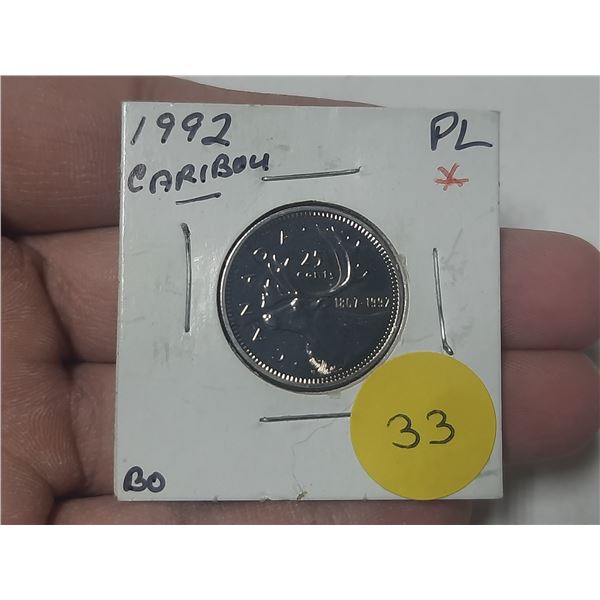 1992 PL
CARIBOU *
25
CENTS
1867-1992
33
BO